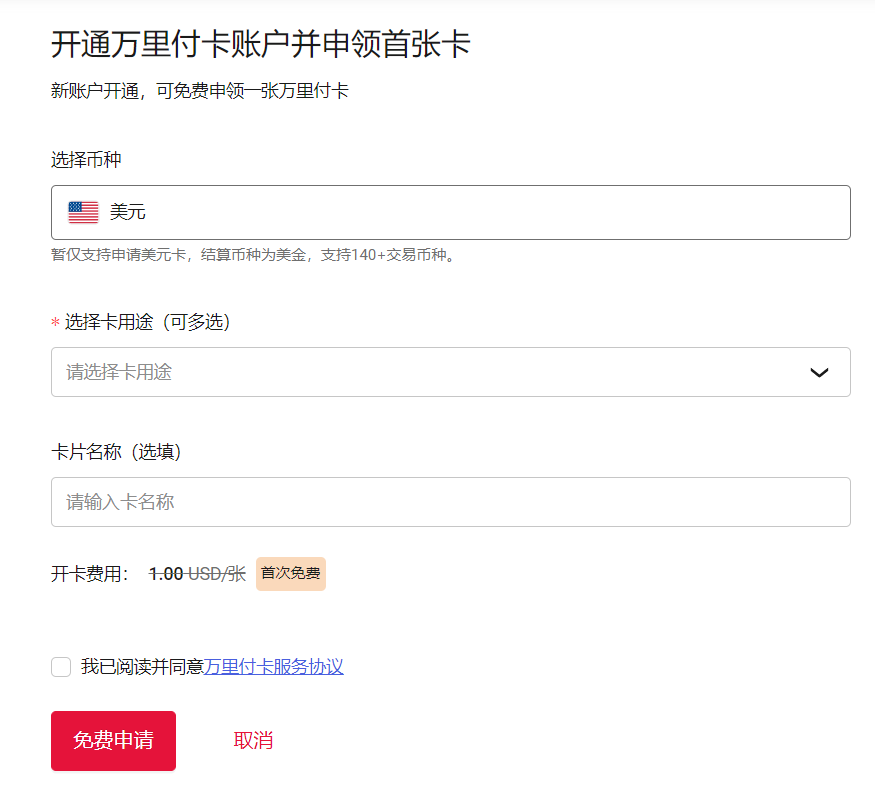 开通万里付卡账户并申领首张卡
新账户开通，可免费申领一张万里付卡
选择币种
美元
暂仅支持申请美元卡，结算币种为美金，支持140+交易币种。
* 选择卡用途（可多选）
请选择卡用途
卡片名称（选填）
请输入卡名称
开卡费用： 1.00 USD/张 首次免费
我已阅读并同意万里付卡服务协议
免费申请 取消